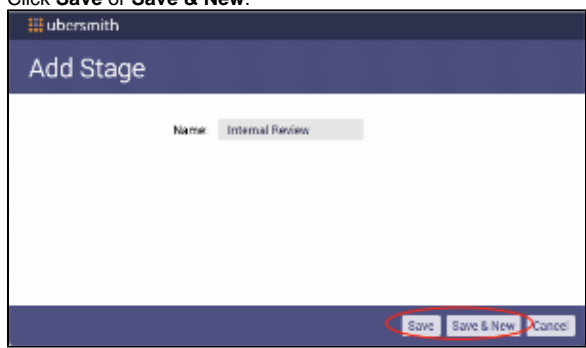 Click Save or Save & New.
ubersmith
Add Stage
Name: Internal Review
Save Save & New Cancel